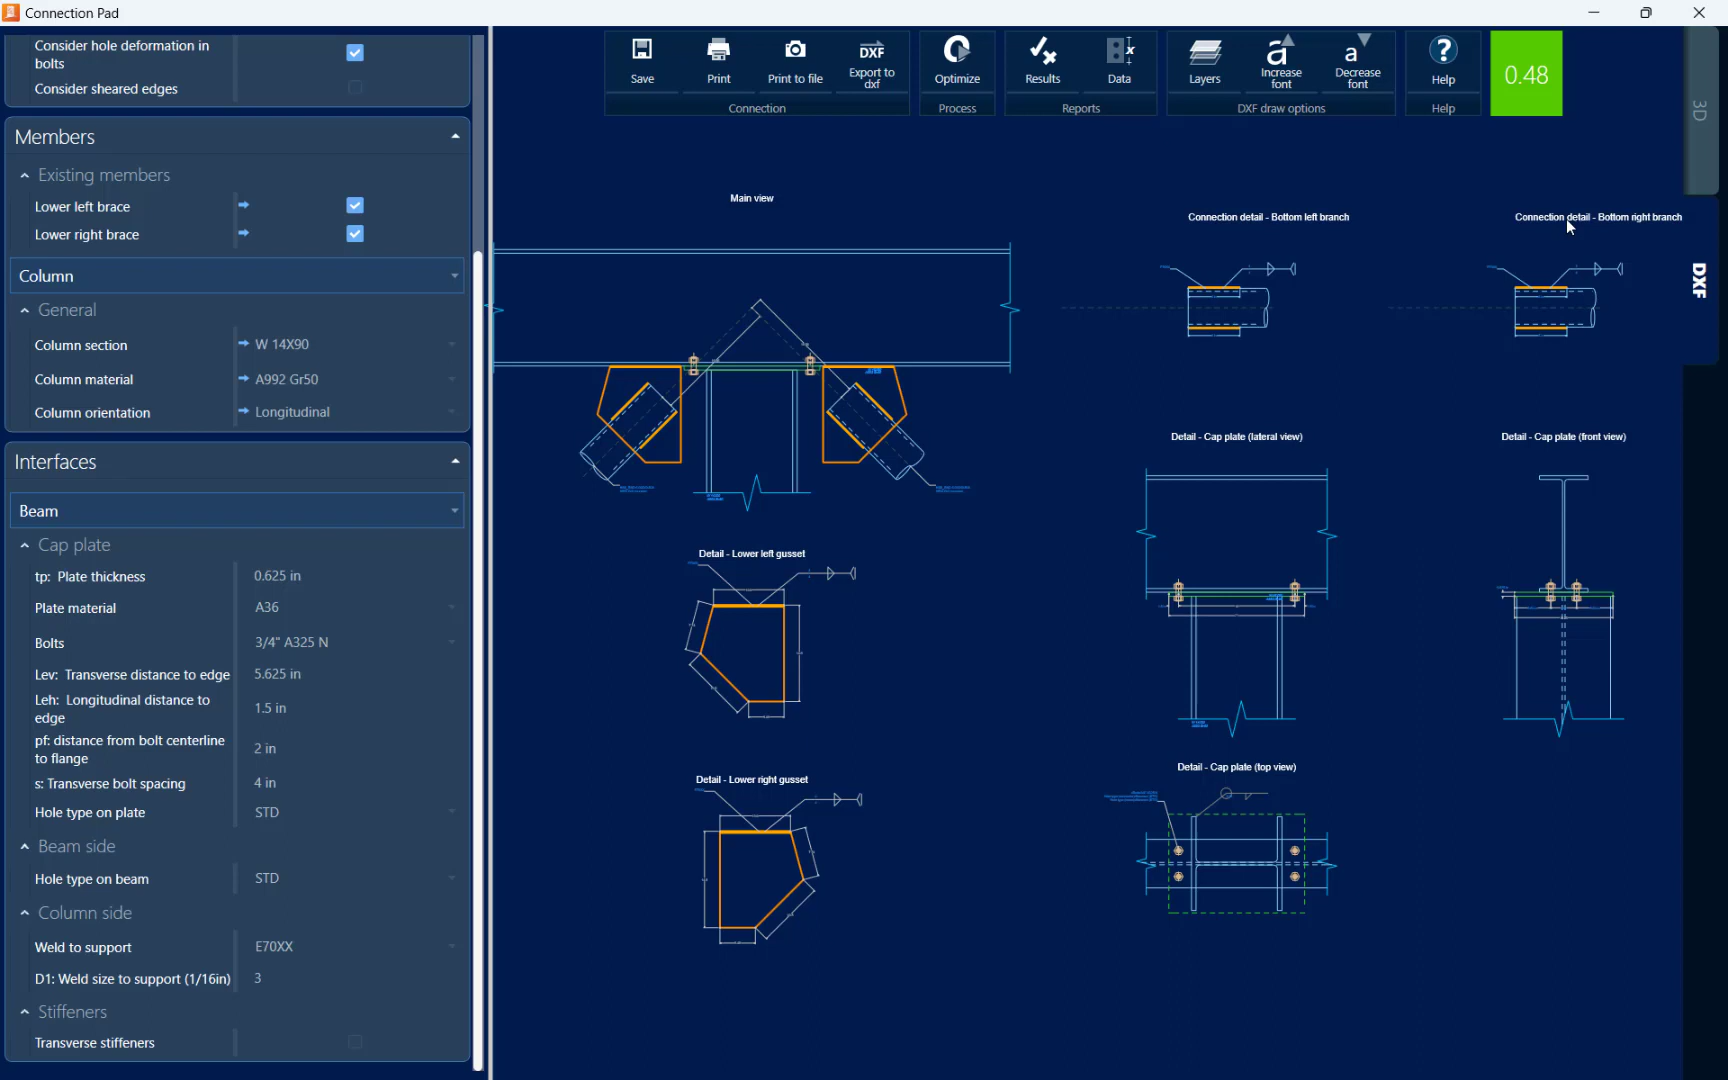 Connection Pad
Consider hole deformation in
bolts
Consider sheared edges
Members
Existing members
Lower left brace
Lower right brace
Column
General
Column section
W 14X90
Column material
A992 Gr50
Column orientation
Longitudinal
Interfaces
Beam
Cap plate
tp: Plate thickness
0.625 in
Plate material
A36
Bolts
3/4" A325 N
Lev: Transverse distance to edge
5.625 in
Leh: Longitudinal distance to
edge
1.5 in
pf: distance from bolt centerline
to flange
2 in
s: Transverse bolt spacing
4 in
Hole type on plate
STD
Beam side
Hole type on beam
STD
Column side
Weld to support
E70XX
D1: Weld size to support (1/16in)
3
Stiffeners
Transverse stiffeners
Save
Print
Print to file
DXF
Export to
dxf
Connection
Optimize
Process
Results
Data
Reports
Layers
a
Increase
font
a
Decrease
font
DXF draw options
?
Help
Help
0.48
3D
DXF
Main view
Connection detail - Bottom left branch
Connection detail - Bottom right branch
Detail - Cap plate (lateral view)
Detail - Cap plate (front view)
Detail - Lower left gusset
Detail - Cap plate (top view)
Detail - Lower right gusset